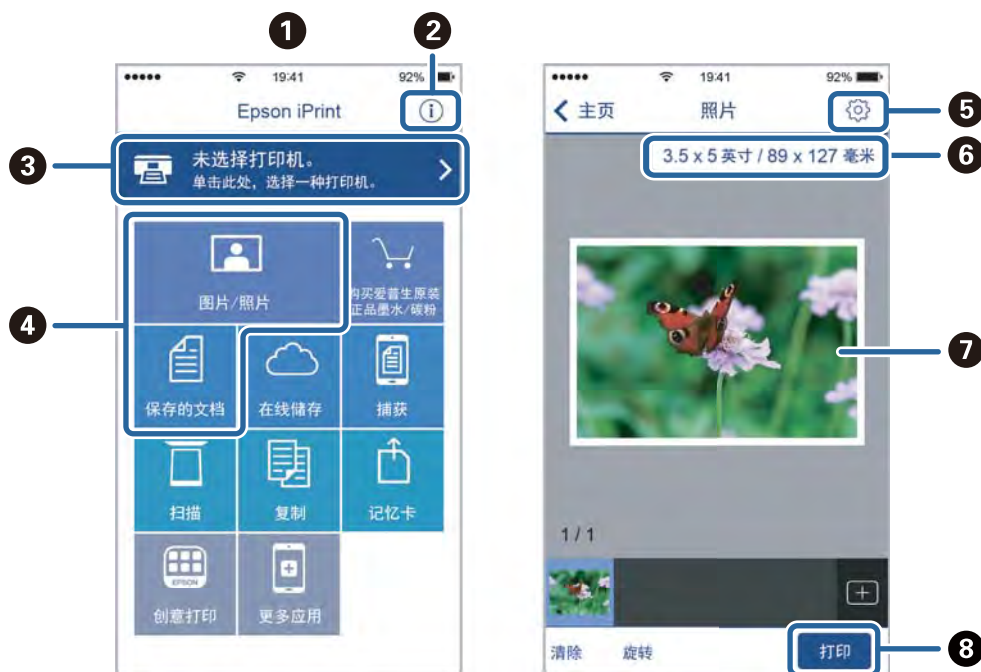 1
2
19:41
92%
Epson iPrint
i
3
未选择打印机。
单击此处，选择一种打印机。
4
图片/照片
购买爱普生原装
正品墨水/碳粉
保存的文档
在线储存
捕获
扫描
复制
记忆卡
EPSON
创意打印
更多应用
19:41
92%
主页
照片
5
3.5 x 5 英寸 / 89 x 127 毫米
6
7
1 / 1
清除
旋转
打印
8